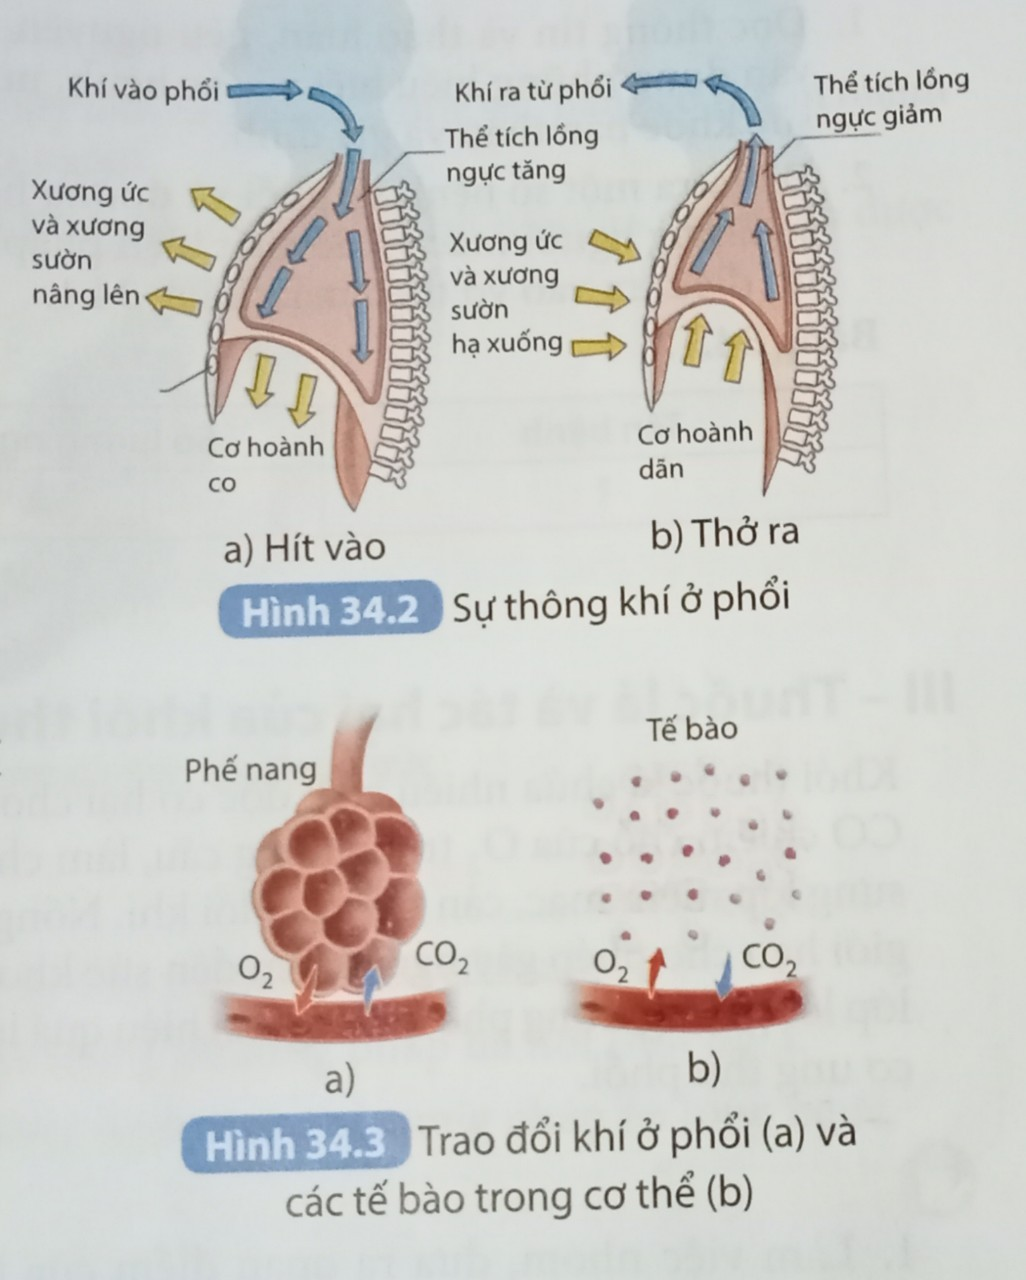 Khí vào phổi
Thể tích lồng
ngực tăng
Xương ức
và xương
sườn
nâng lên
Cơ hoành
co
a) Hít vào
Khí ra từ phổi
Thể tích lồng
ngực giảm
Xương ức
và xương
sườn
hạ xuống
Cơ hoành
dãn
b) Thở ra
Hình 34.2 Sự thông khí ở phổi
Phế nang
O₂
CO₂
a)
Tế bào
O₂
CO₂
b)
Hình 34.3 Trao đổi khí ở phổi (a) và
các tế bào trong cơ thể (b)